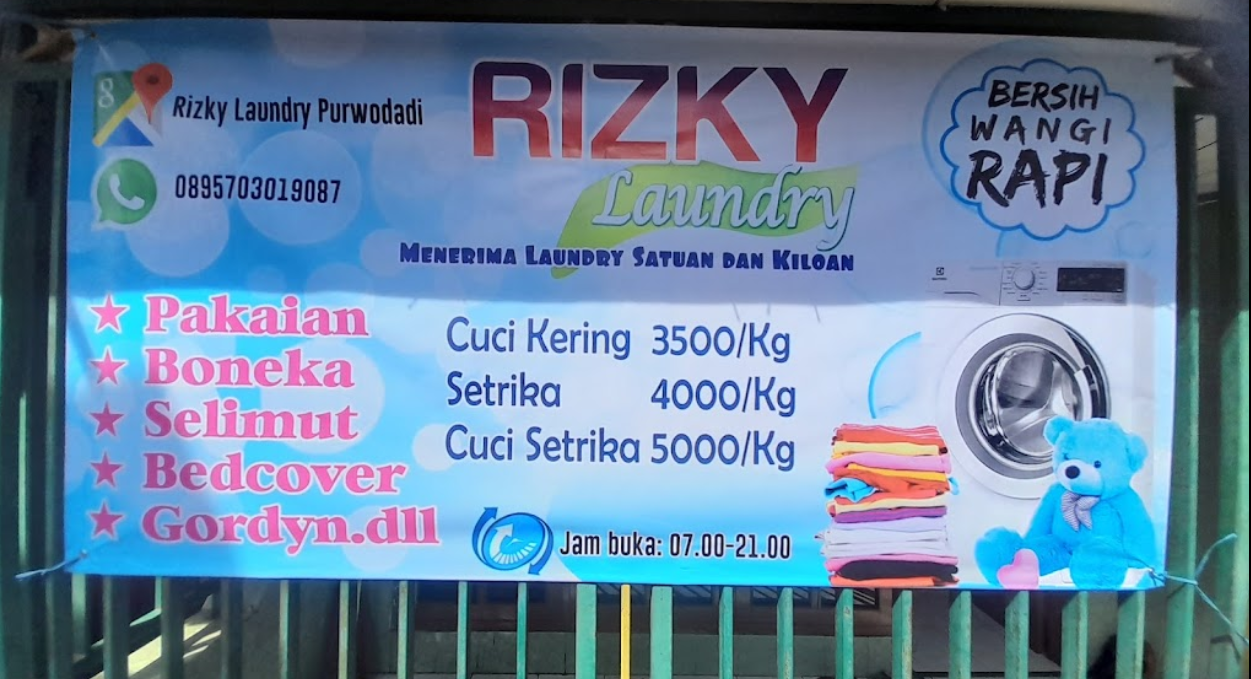 Rizky Laundry Purwodadi
0895703019087
RIZKY
Laundry
MENERIMA LAUNDRY SATUAN DAN KILOAN
BERSIH
WANGI
RAPI
★ Pakaian
★ Boneka
★ Selimut
★ Bedcover
★ Gordyn.dll
Cuci Kering 3500/Kg
Setrika 4000/Kg
Cuci Setrika 5000/Kg
Jam buka: 07.00-21.00